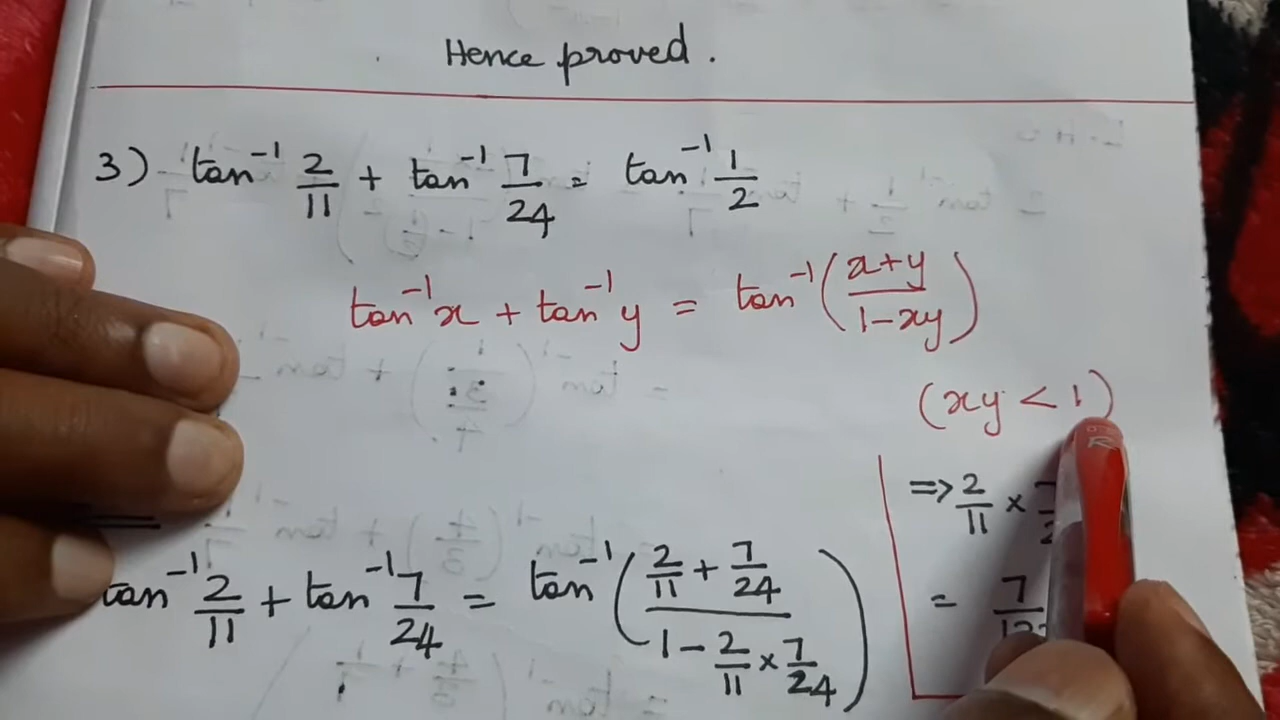 Hence proved.
3) tan⁻¹ 2/11 + tan⁻¹ 7/24 = tan⁻¹ 1/2
tan⁻¹x + tan⁻¹y = tan⁻¹((x+y)/(1-xy))
(xy < 1)
=> 2/11 ×
= 7/
tan⁻¹ 2/11 + tan⁻¹ 7/24 = tan⁻¹((2/11 + 7/24)/(1 - 2/11 × 7/24))